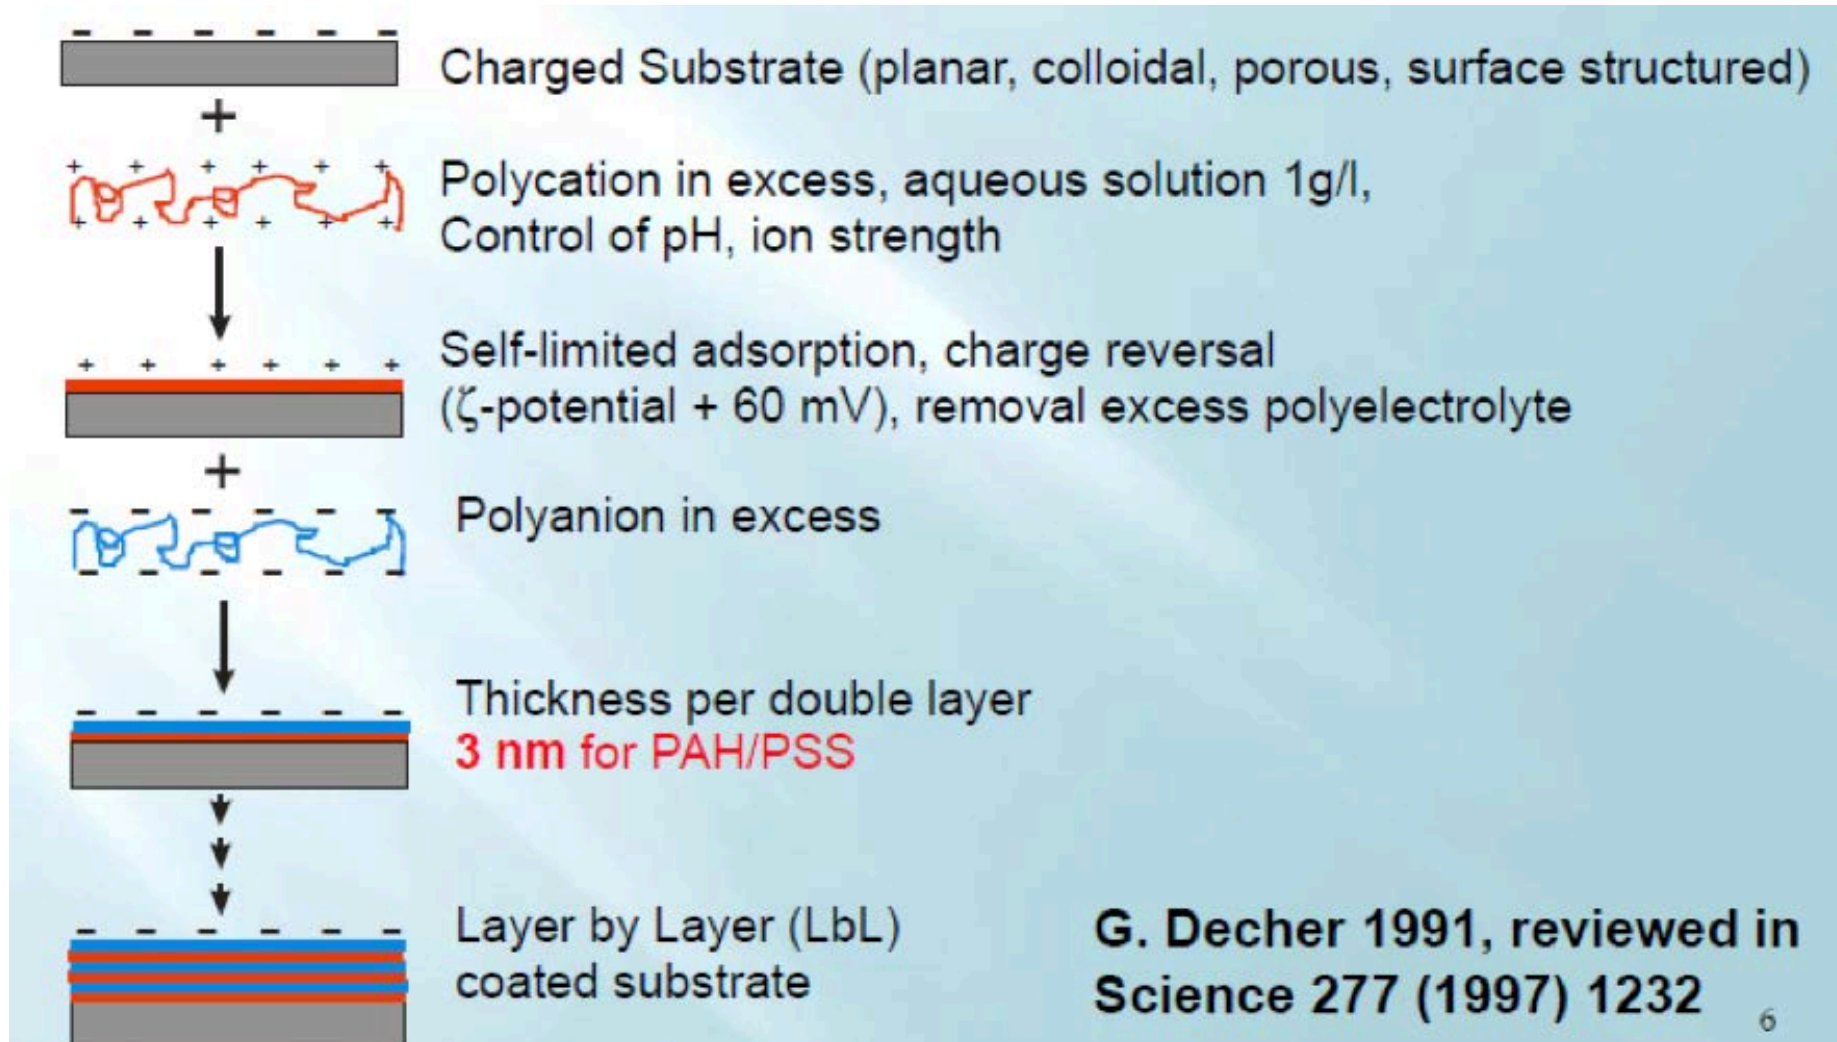 Charged Substrate (planar, colloidal, porous, surface structured)
Polycation in excess, aqueous solution 1g/l,
Control of pH, ion strength
Self-limited adsorption, charge reversal
(ζ-potential + 60 mV), removal excess polyelectrolyte
Polyanion in excess
Thickness per double layer
3 nm for PAH/PSS
Layer by Layer (LbL)
coated substrate
G. Decher 1991, reviewed in
Science 277 (1997) 1232
6